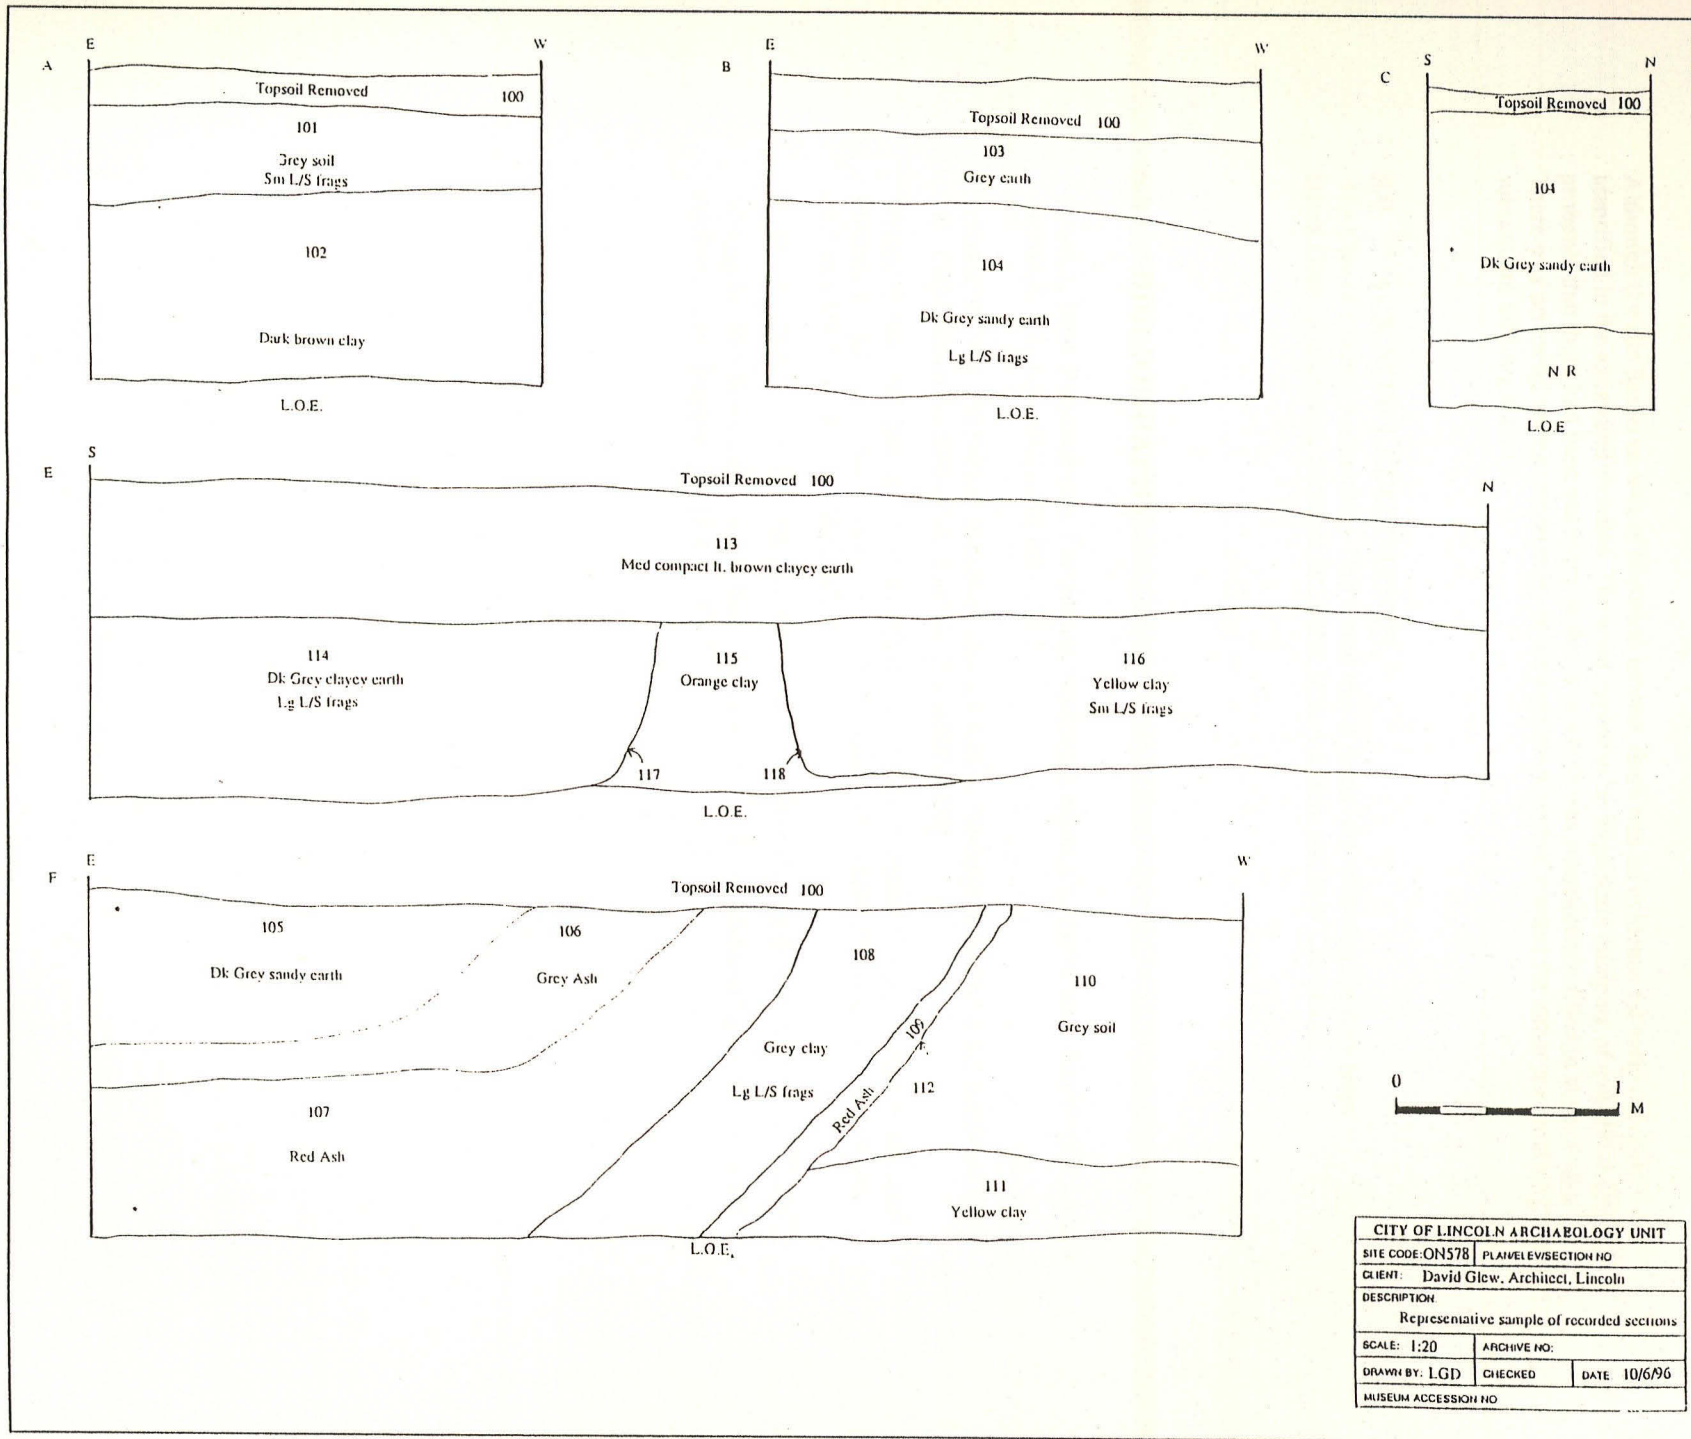 A
E
W
Topsoil Removed 100
101
Grey soil
Sm L/S frags
102
Dark brown clay
L.O.E.
B
E
W
Topsoil Removed 100
103
Grey earth
104
Dk Grey sandy earth
Lg L/S frags
L.O.E.
C
S
N
Topsoil Removed 100
104
Dk Grey sandy earth
N R
L.O.E
E
S
N
Topsoil Removed 100
113
Med compact lt. brown clayey earth
114
Dk Grey clayey earth
Lg L/S frags
115
Orange clay
116
Yellow clay
Sm L/S frags
117
118
L.O.E.
F
E
W
Topsoil Removed 100
105
Dk Grey sandy earth
106
Grey Ash
107
Red Ash
108
Grey clay
Lg L/S frags
109
Red Ash
112
110
Grey soil
111
Yellow clay
L.O.E.
0 1
M
CITY OF LINCOLN ARCHAEOLOGY UNIT
SITE CODE: ON578 PLAN/ELEV/SECTION NO
CLIENT: David Glew, Architect, Lincoln
DESCRIPTION
Representative sample of recorded sections
SCALE: 1:20 ARCHIVE NO:
DRAWN BY: LGD CHECKED DATE 10/6/96
MUSEUM ACCESSION NO